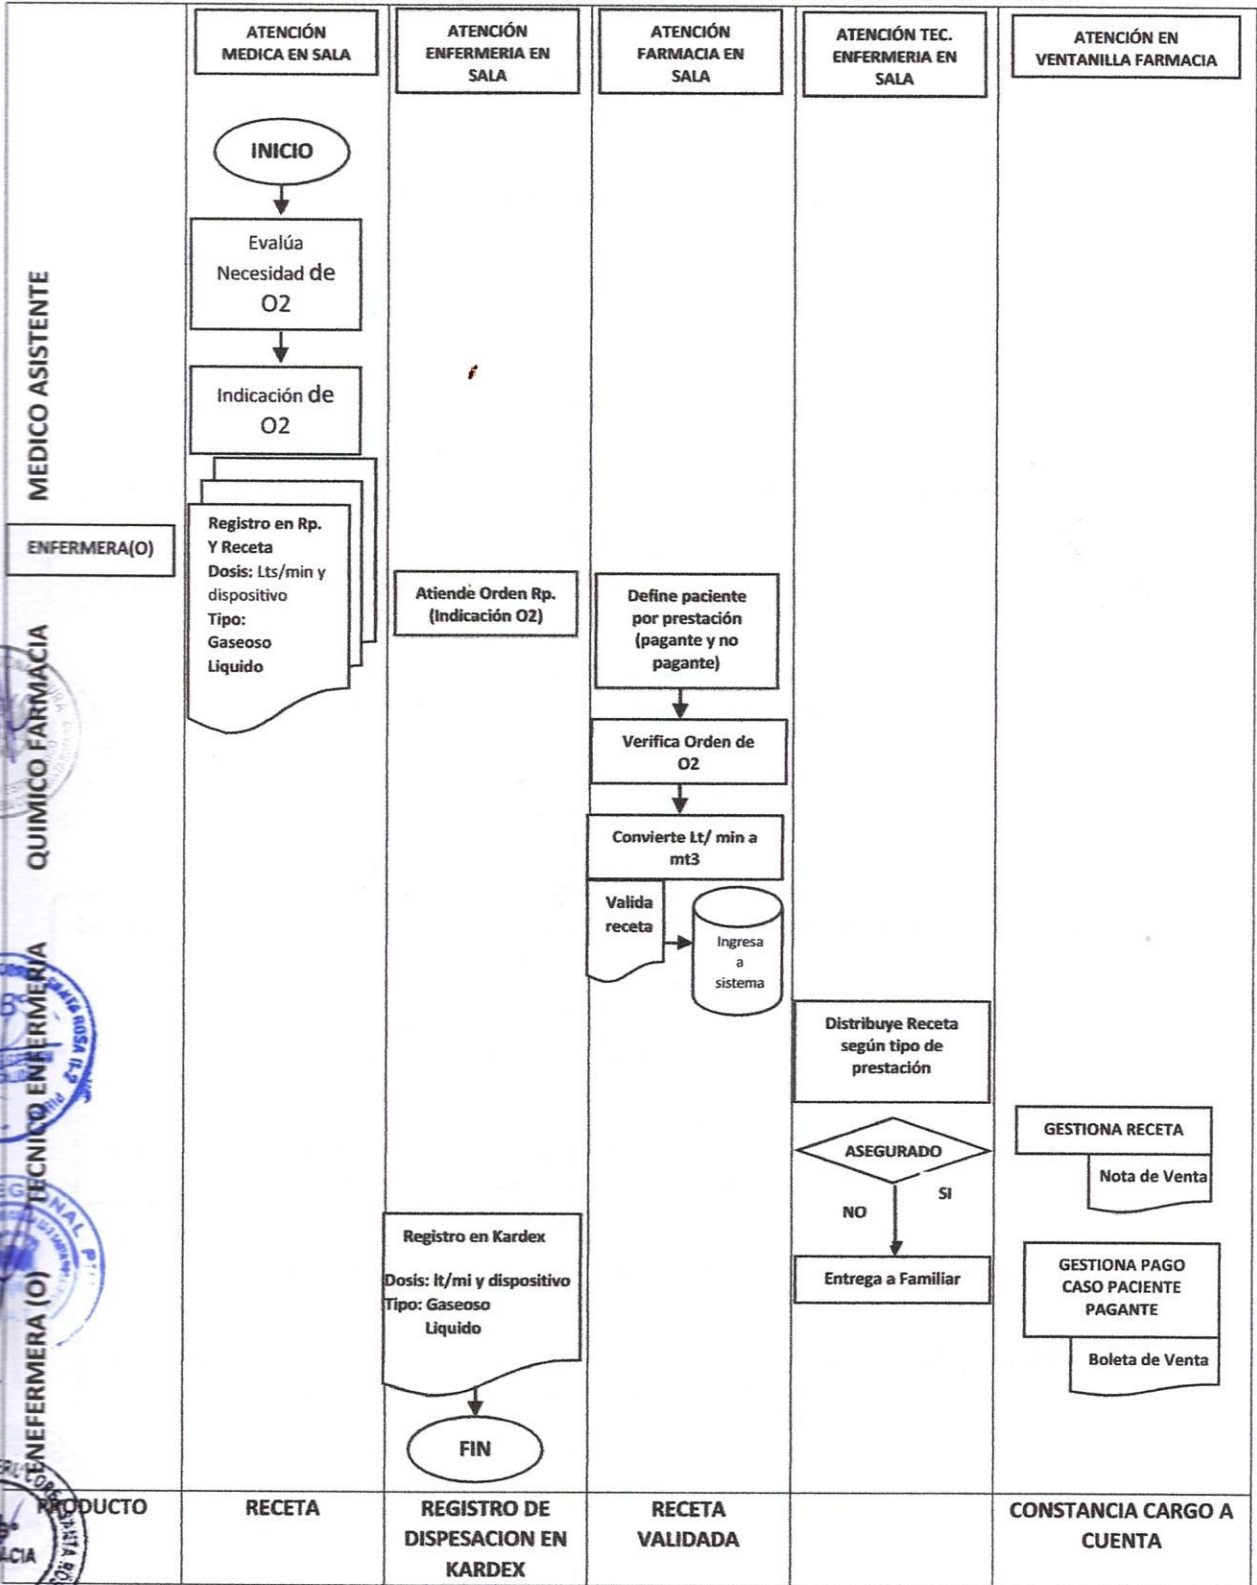 ATENCIÓN
MEDICA EN SALA
ATENCIÓN
ENFERMERIA EN
SALA
ATENCIÓN
FARMACIA EN
SALA
ATENCIÓN TEC.
ENFERMERIA EN
SALA
ATENCIÓN EN
VENTANILLA FARMACIA
MEDICO ASISTENTE
ENFERMERA(O)
QUIMICO FARMACIA
TECNICO ENFERMERIA
ENEFERMERA (O)
INICIO
Evalúa
Necesidad de
O2
Indicación de
O2
Registro en Rp.
Y Receta
Dosis: Lts/min y
dispositivo
Tipo:
Gaseoso
Liquido
Atiende Orden Rp.
(Indicación O2)
Define paciente
por prestación
(pagante y no
pagante)
Verifica Orden de
O2
Convierte Lt/ min a
mt3
Valida
receta
Ingresa
a
sistema
Distribuye Receta
según tipo de
prestación
ASEGURADO
SI
NO
Entrega a Familiar
GESTIONA RECETA
Nota de Venta
GESTIONA PAGO
CASO PACIENTE
PAGANTE
Boleta de Venta
Registro en Kardex
Dosis: lt/mi y dispositivo
Tipo: Gaseoso
Liquido
FIN
PRODUCTO
RECETA
REGISTRO DE
DISPESACION EN
KARDEX
RECETA
VALIDADA
CONSTANCIA CARGO A
CUENTA
SANTA ROSA II-2